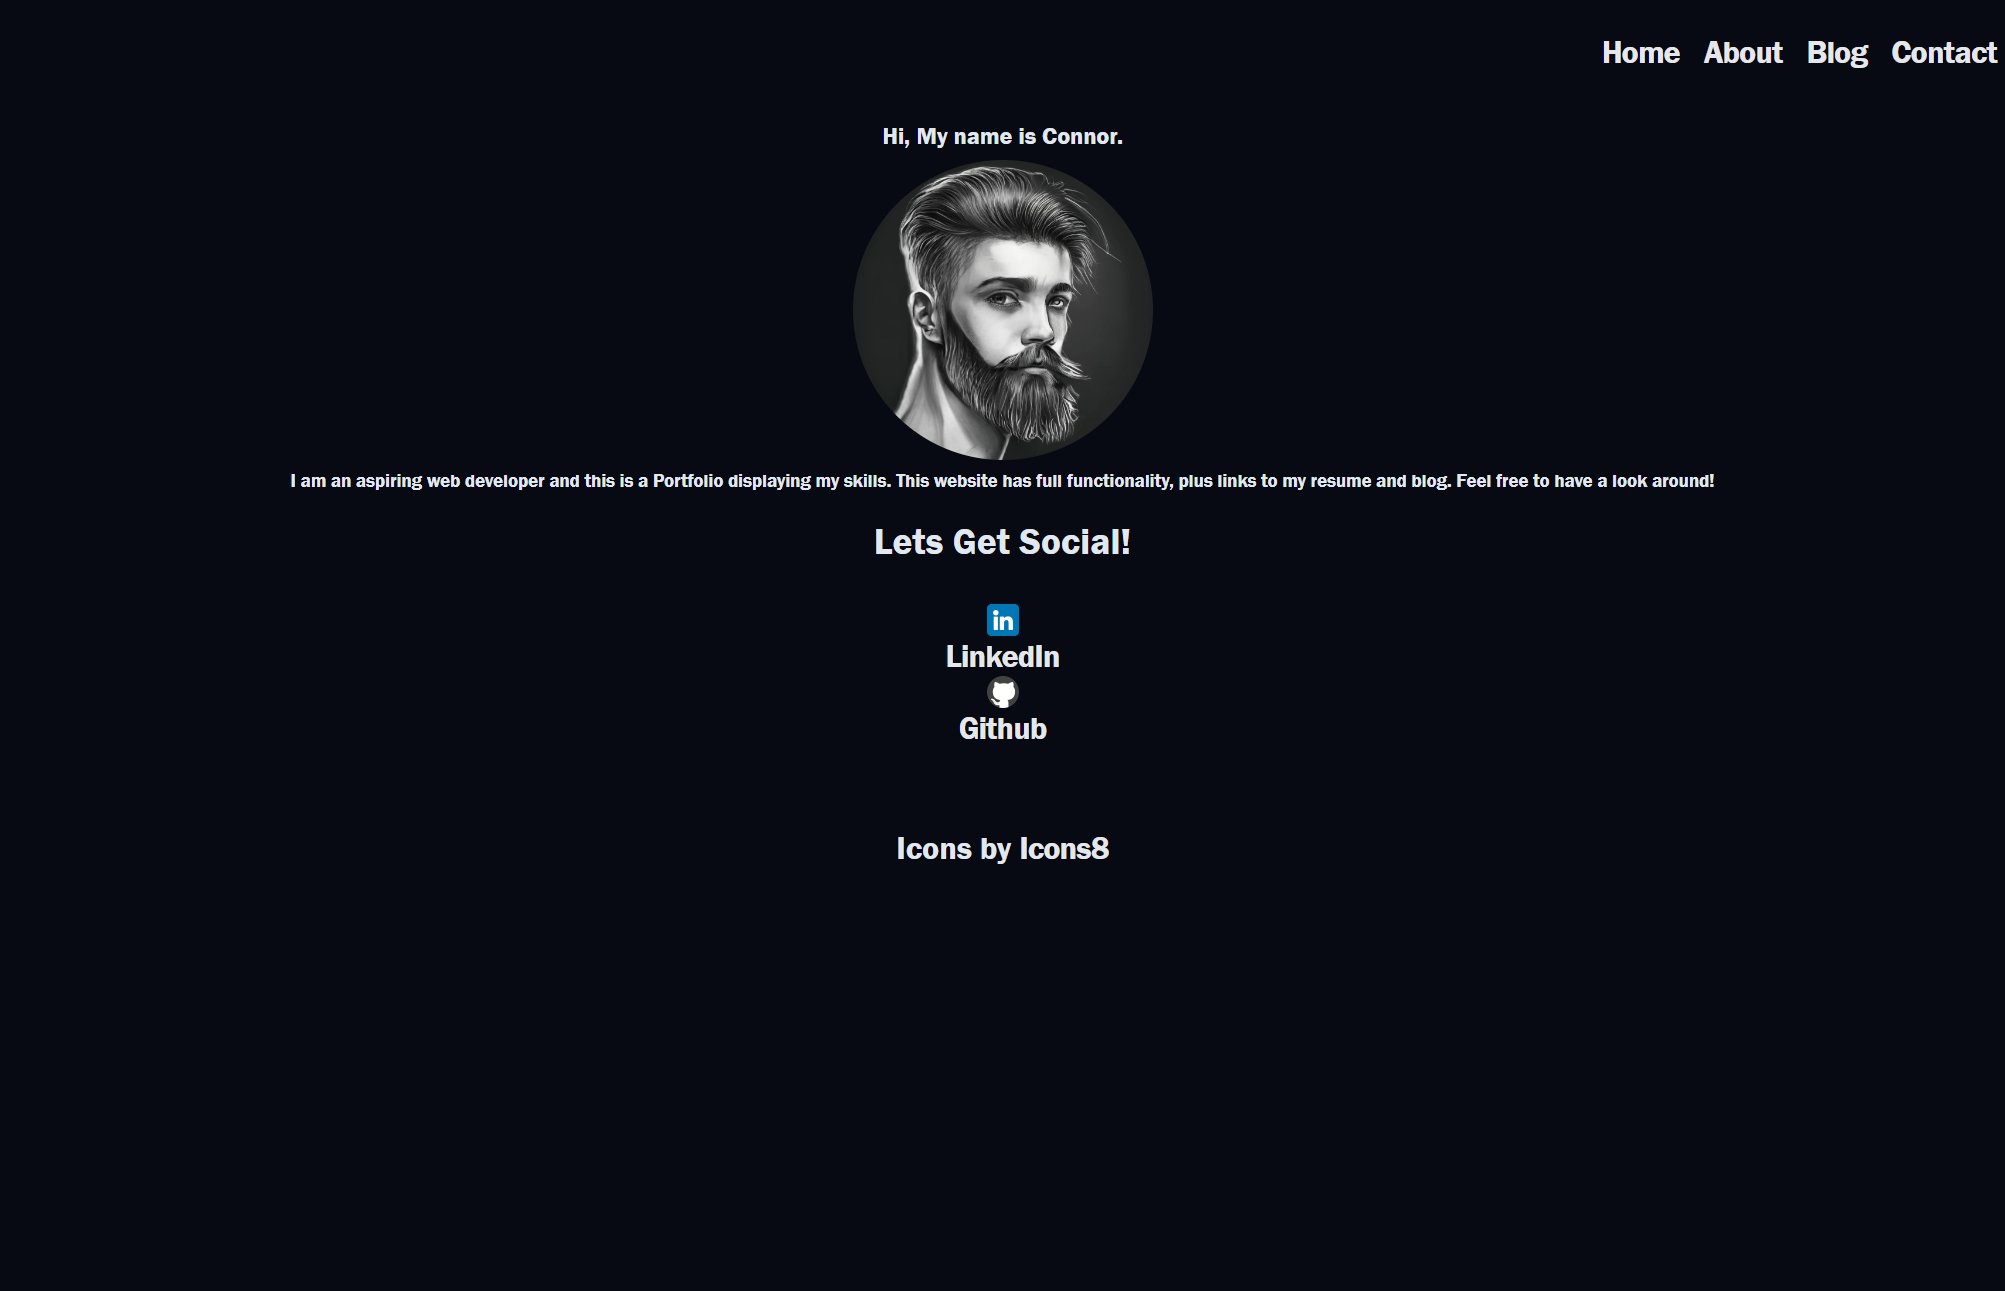 Home About Blog Contact
Hi, My name is Connor.
I am an aspiring web developer and this is a Portfolio displaying my skills. This website has full functionality, plus links to my resume and blog. Feel free to have a look around!
Lets Get Social!
in
LinkedIn
Github
Icons by Icons8